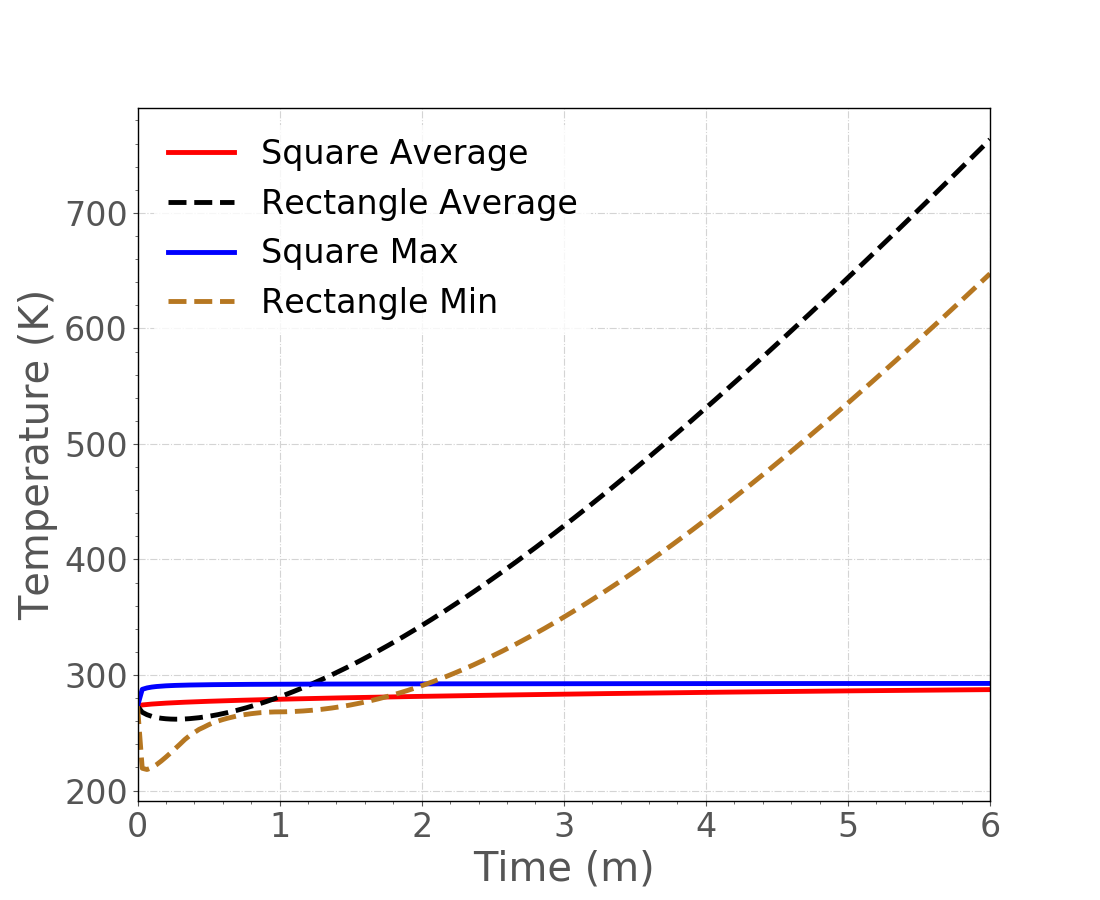 Square Average
Rectangle Average
Square Max
Rectangle Min
Temperature (K)
700
600
500
400
300
200
0 1 2 3 4 5 6
Time (m)